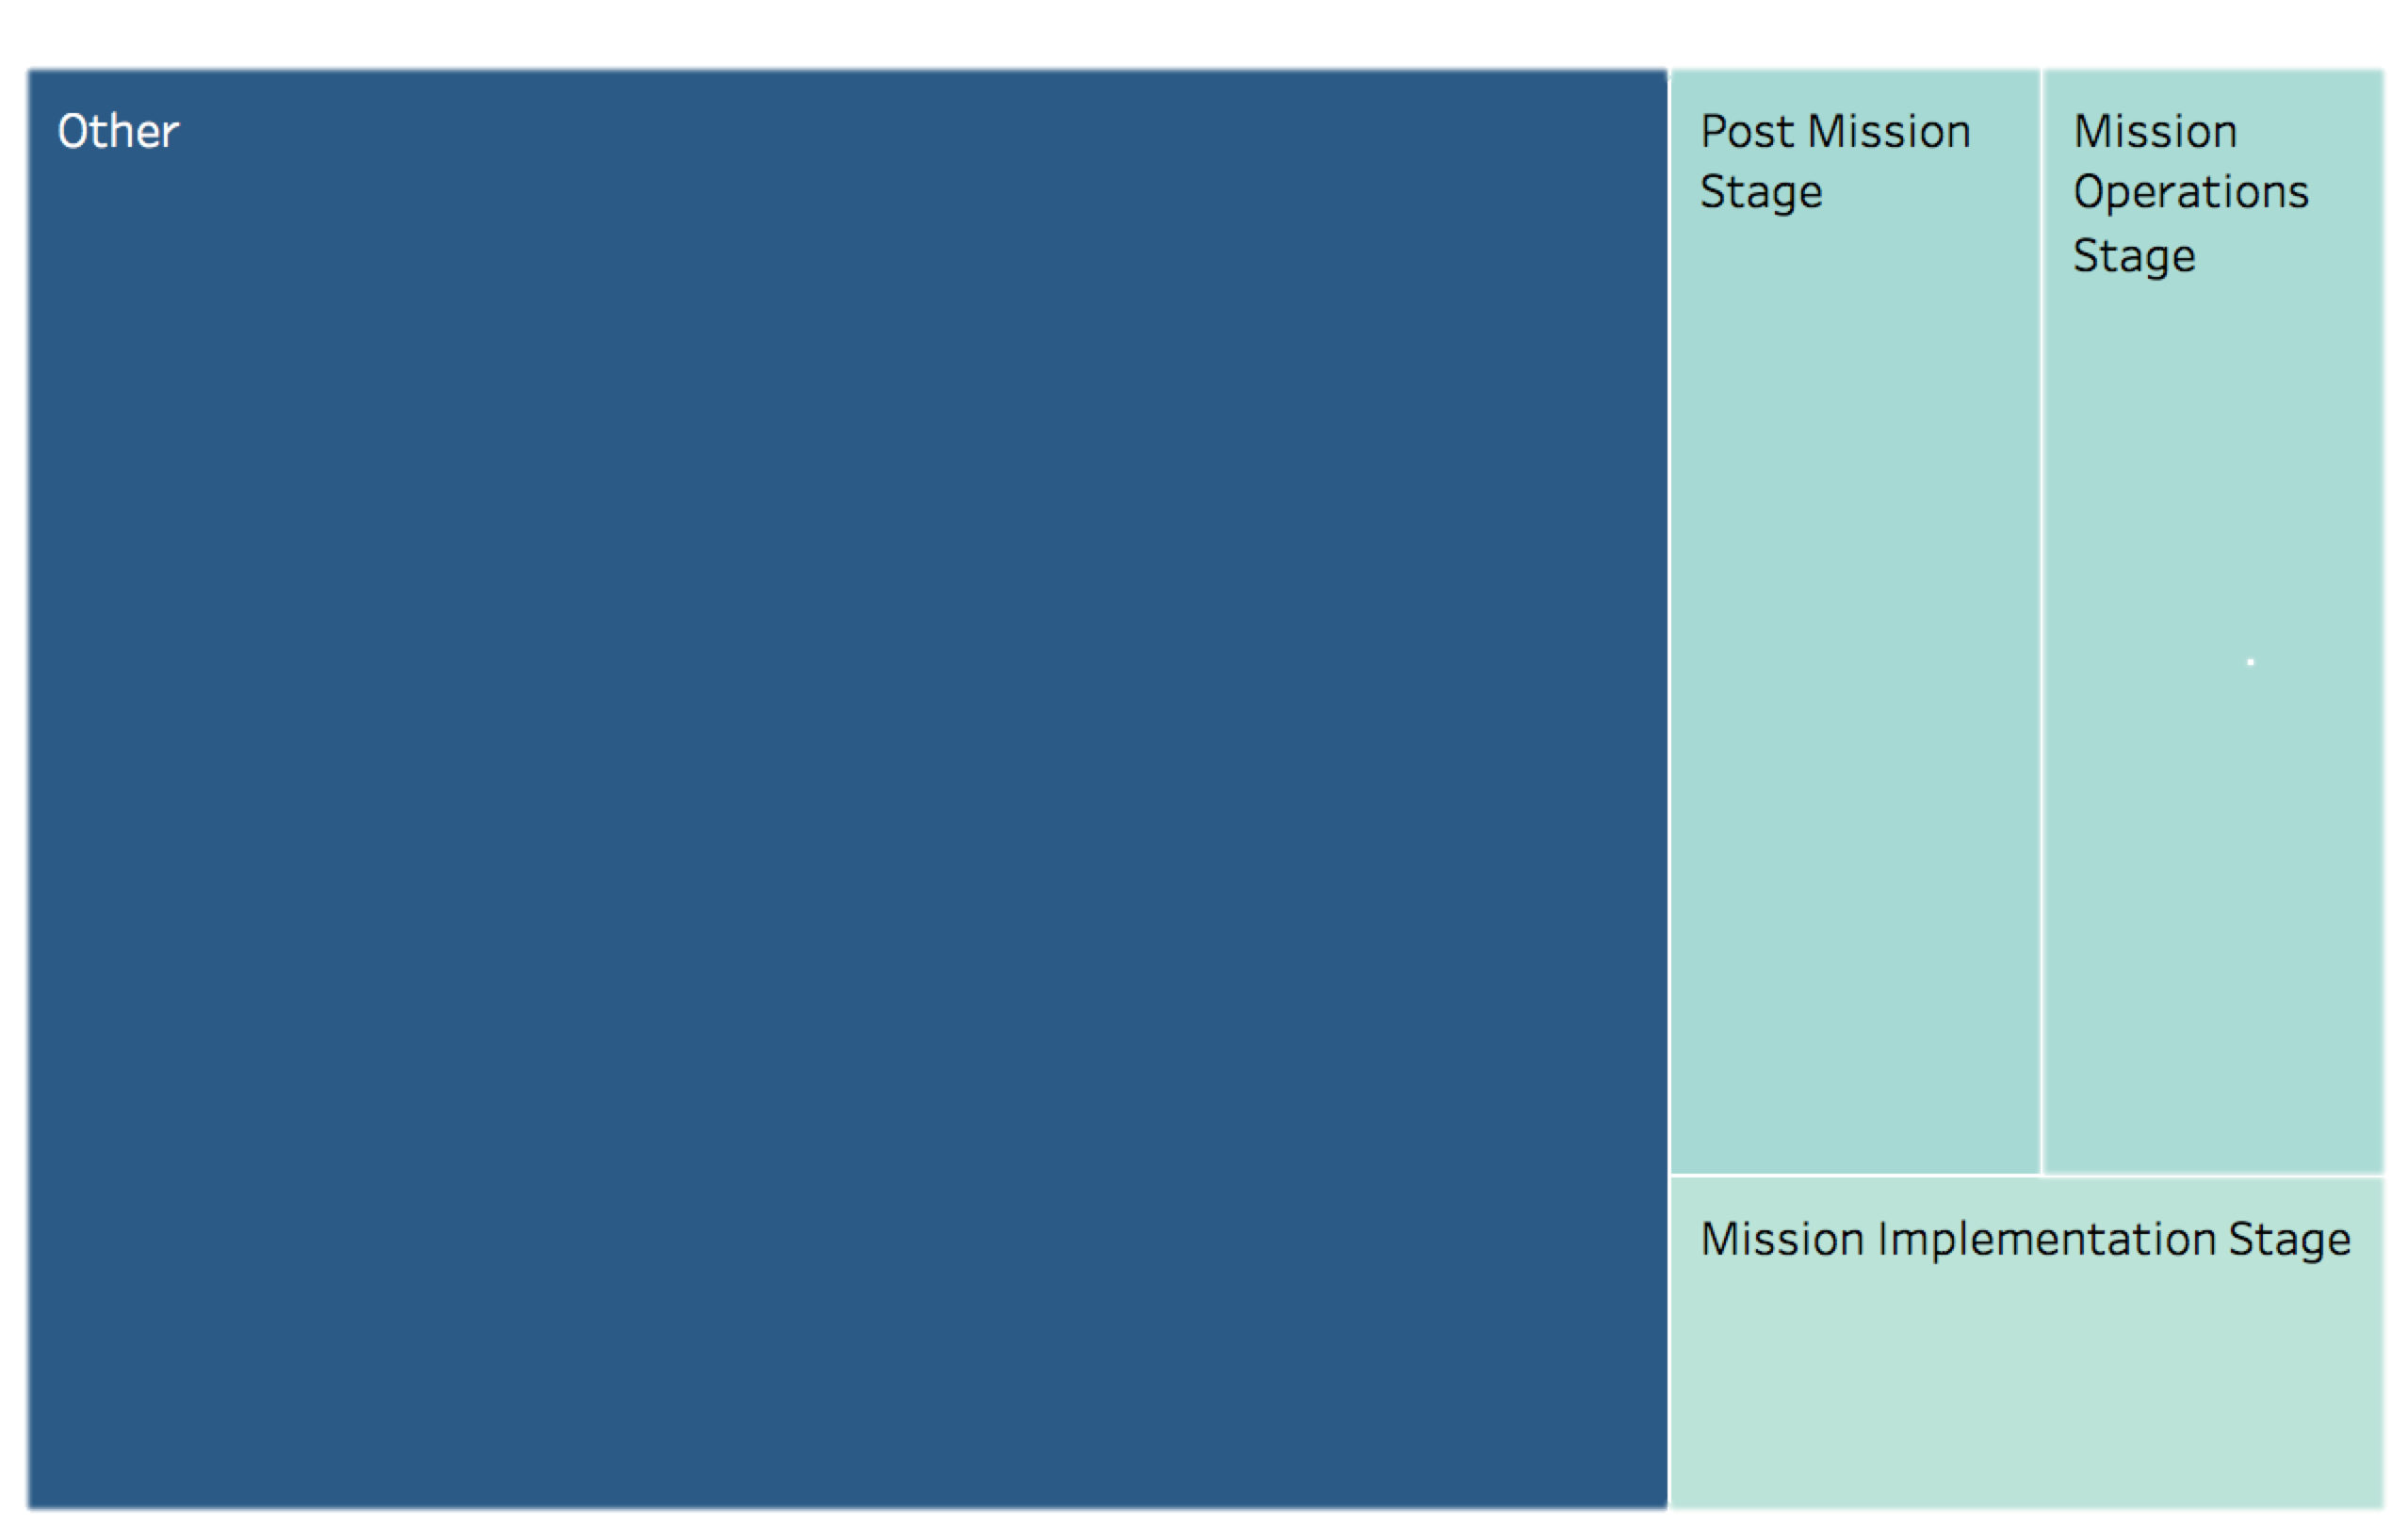 Other
Post Mission
Stage
Mission
Operations
Stage
Mission Implementation Stage